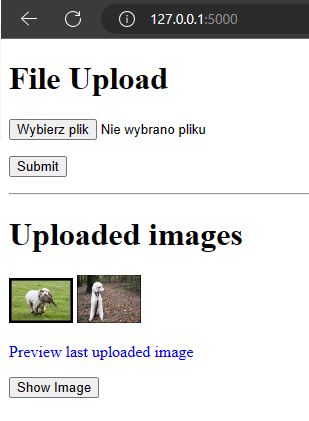 127.0.0.1:5000
File Upload
Wybierz plik Nie wybrano pliku
Submit
Uploaded images
Preview last uploaded image
Show Image